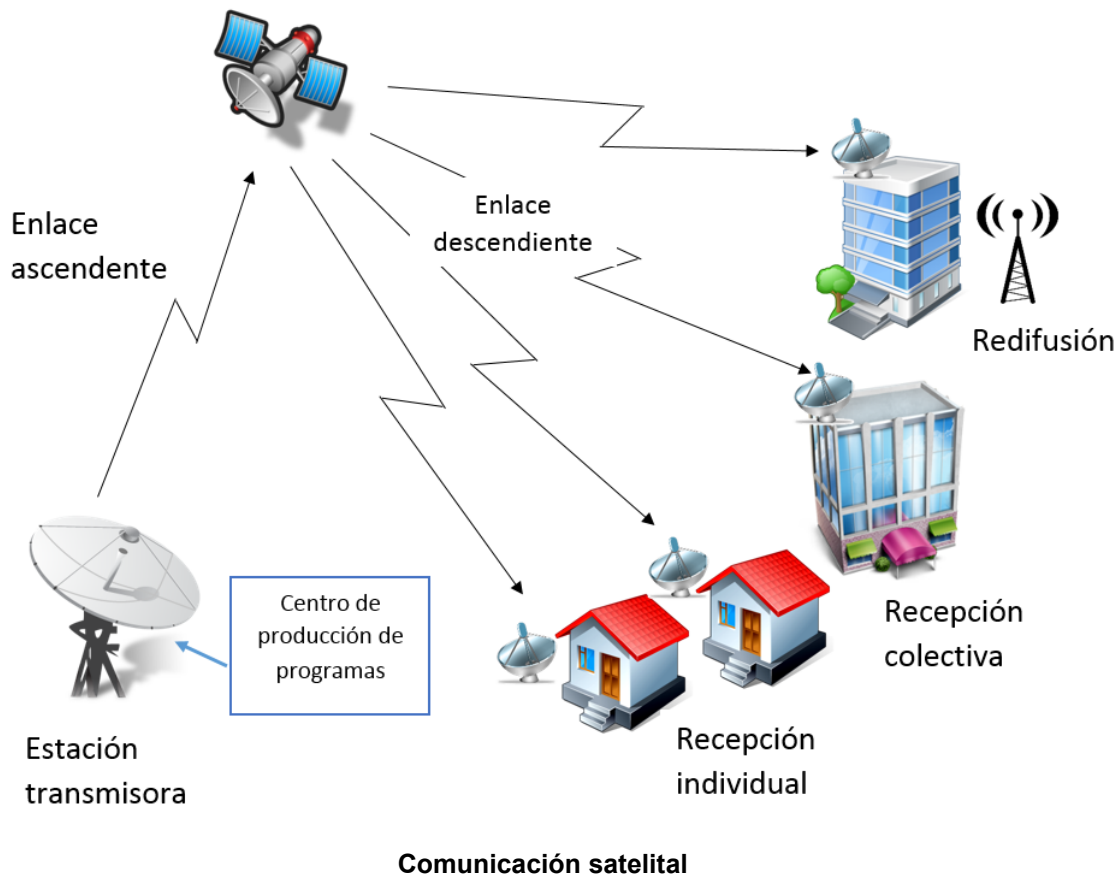 Enlace
ascendente
Enlace
descendiente
Redifusión
Recepción
colectiva
Centro de
producción de
programas
Estación
transmisora
Recepción
individual
Comunicación satelital